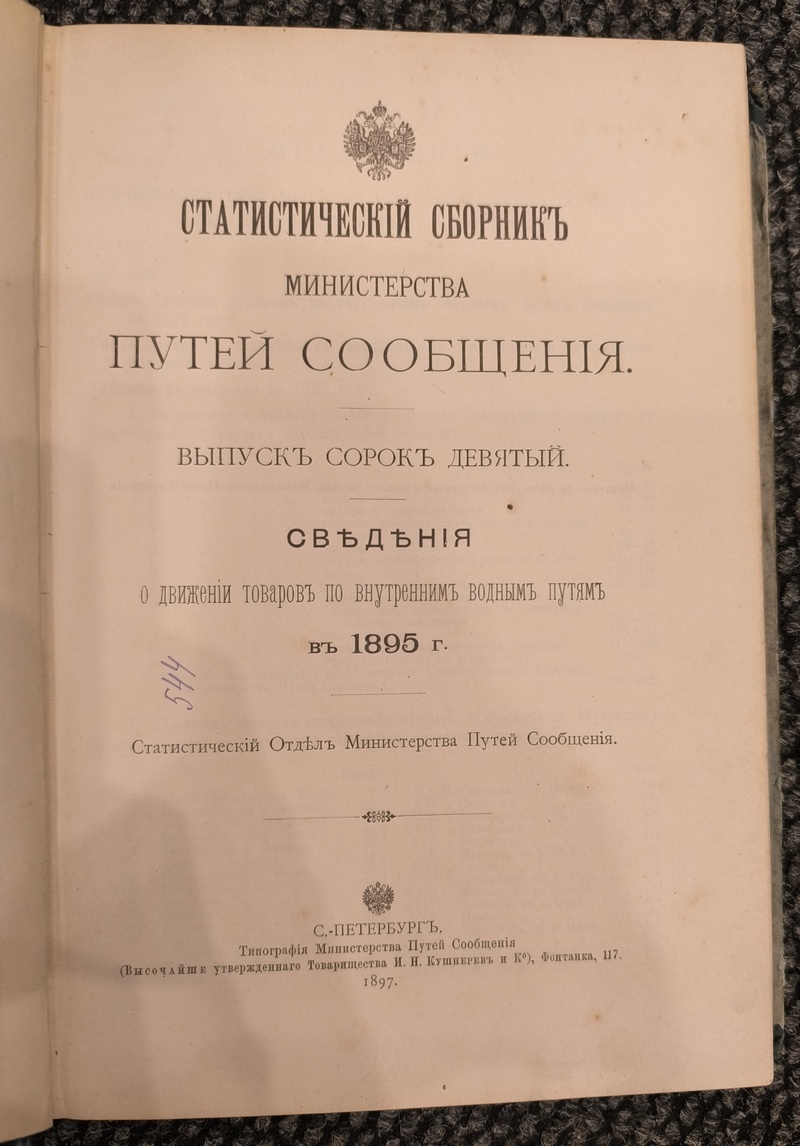 СТАТИСТИЧЕСКІЙ СБОРНИКЪ
МИНИСТЕРСТВА
ПУТЕЙ СООБЩЕНІЯ.
ВЫПУСКЪ СОРОКЪ ДЕВЯТЫЙ.
СВѢДѢНІЯ
О ДВИЖЕНІИ ТОВАРОВЪ ПО ВНУТРЕННИМЪ ВОДНЫМЪ ПУТЯМЪ
въ 1895 г.
544
Статистическій Отдѣлъ Министерства Путей Сообщенія.
С.-ПЕТЕРБУРГЪ.
Типографія Министерства Путей Сообщенія
(Высочайше утвержденнаго Товарищества И. Н. Кушнеревъ и К°), Фонтанка, 117.
1897.